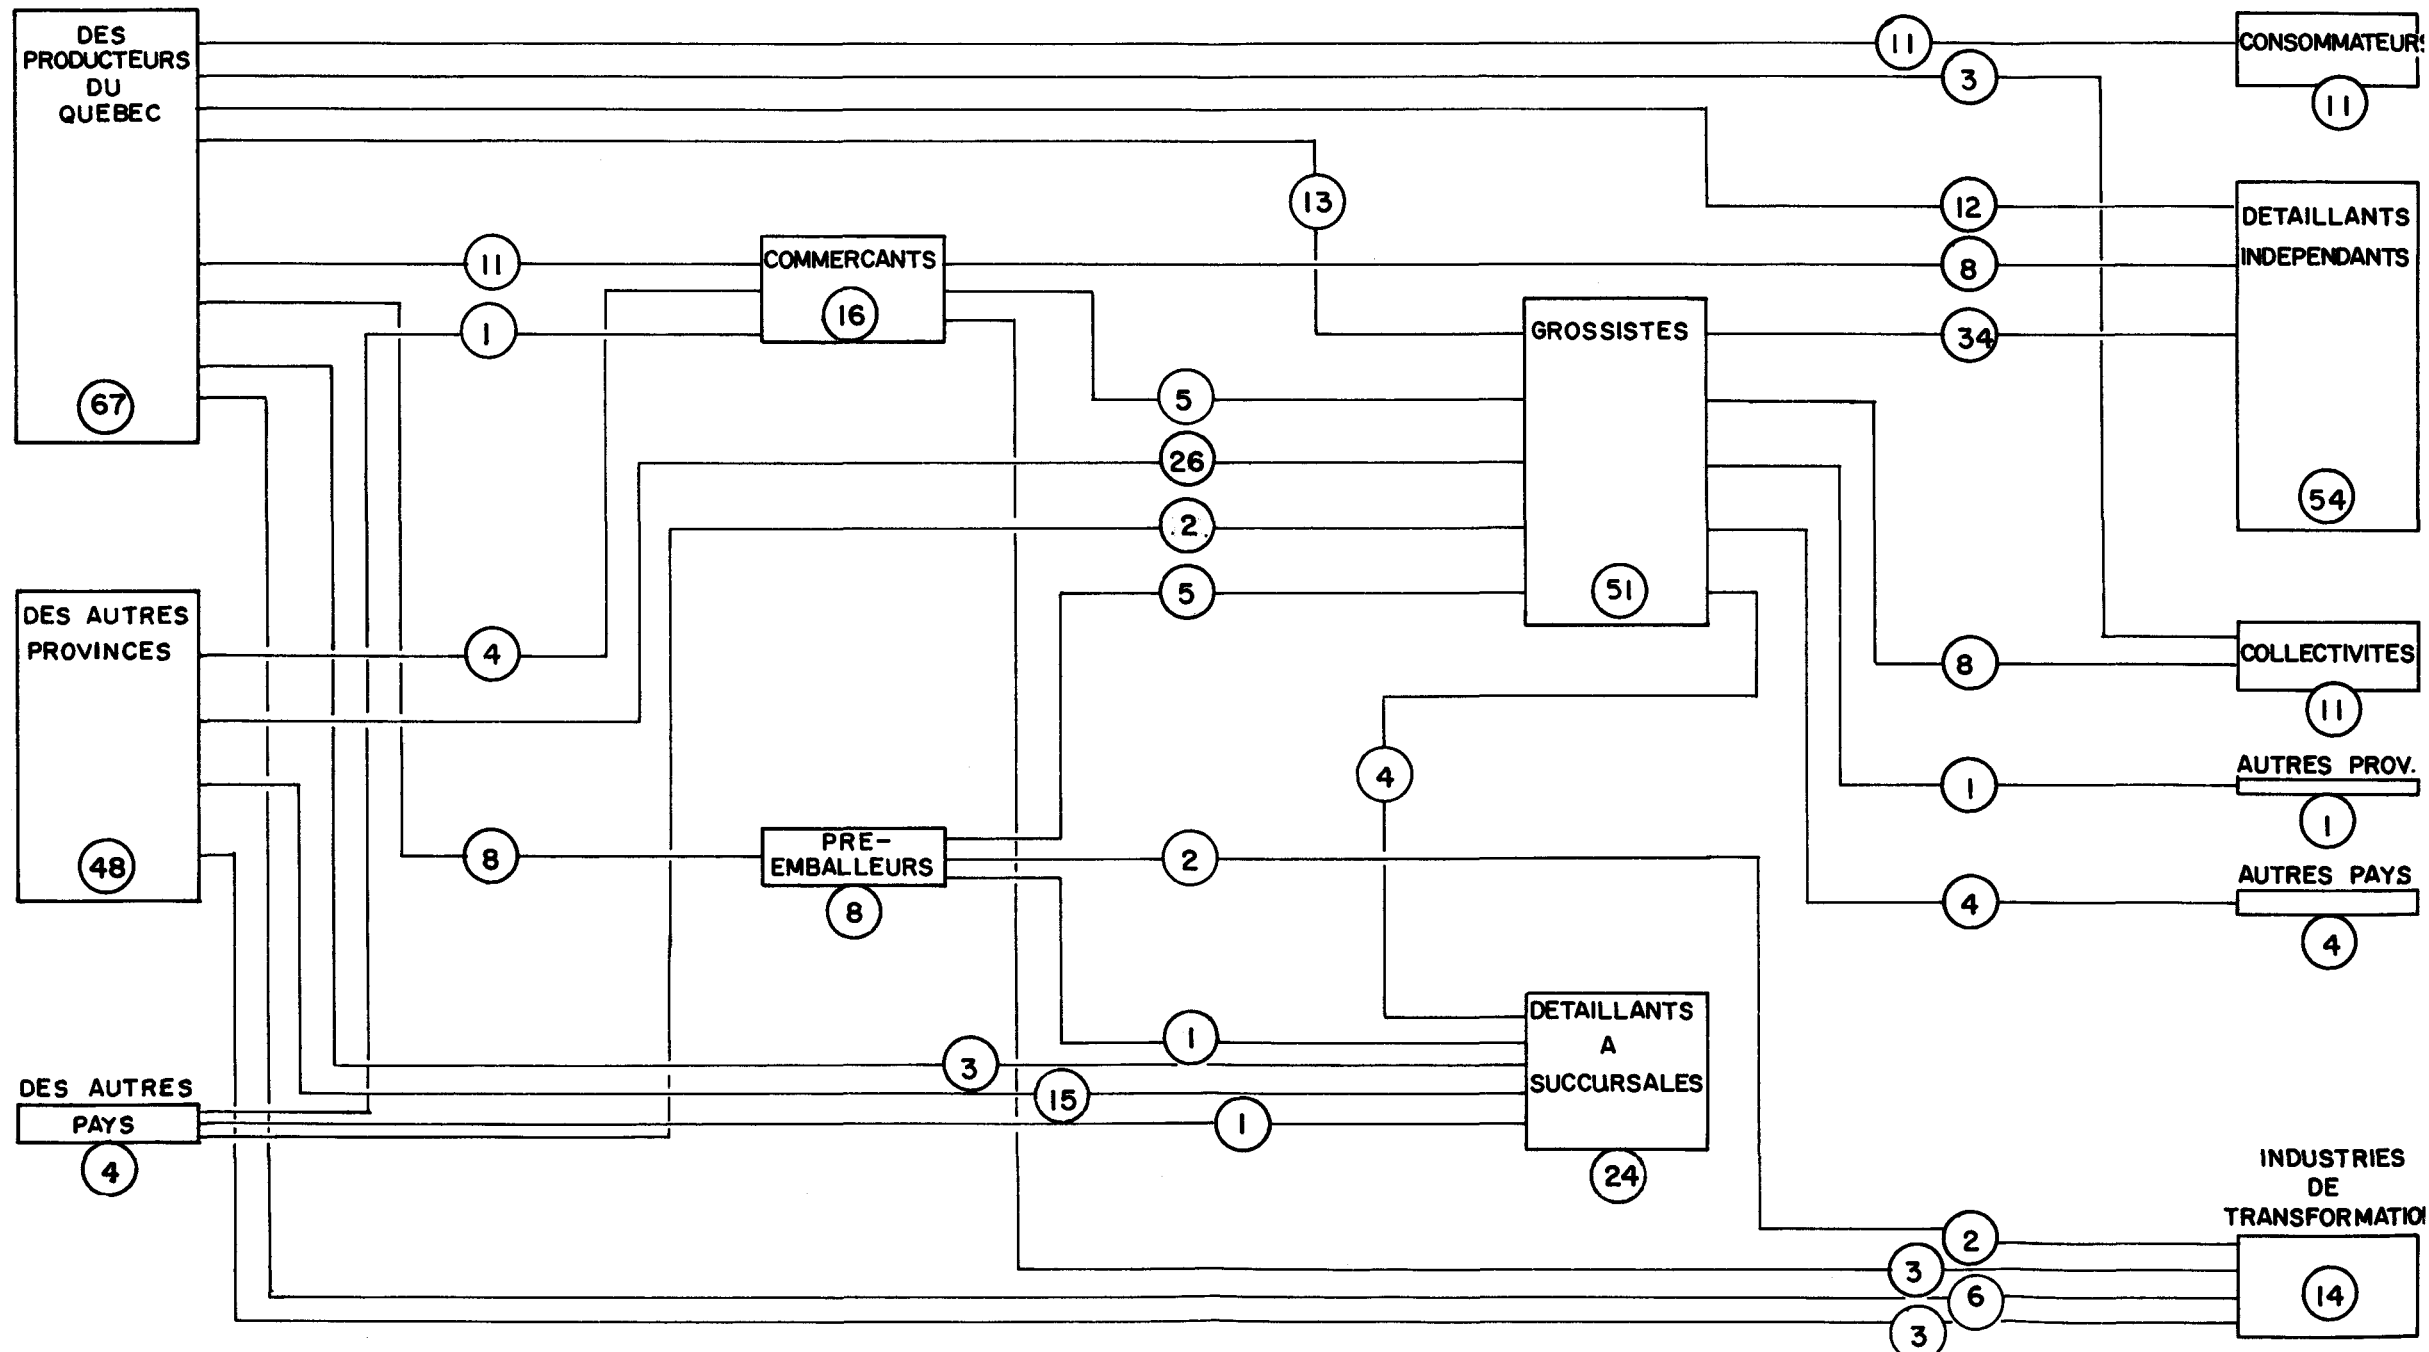 DES
PRODUCTEURS
DU
QUEBEC
67
DES AUTRES
PROVINCES
48
DES AUTRES
PAYS
4
11
1
4
8
COMMERCANTS
16
PRE-
EMBALLEURS
8
13
5
26
2
5
2
4
1
3
15
1
GROSSISTES
51
DETAILLANTS
A
SUCCURSALES
24
11
3
12
8
34
8
1
4
2
3
6
3
CONSOMMATEURS
11
DETAILLANTS
INDEPENDANTS
54
COLLECTIVITES
11
AUTRES PROV.
1
AUTRES PAYS
4
INDUSTRIES
DE
TRANSFORMATIO
14